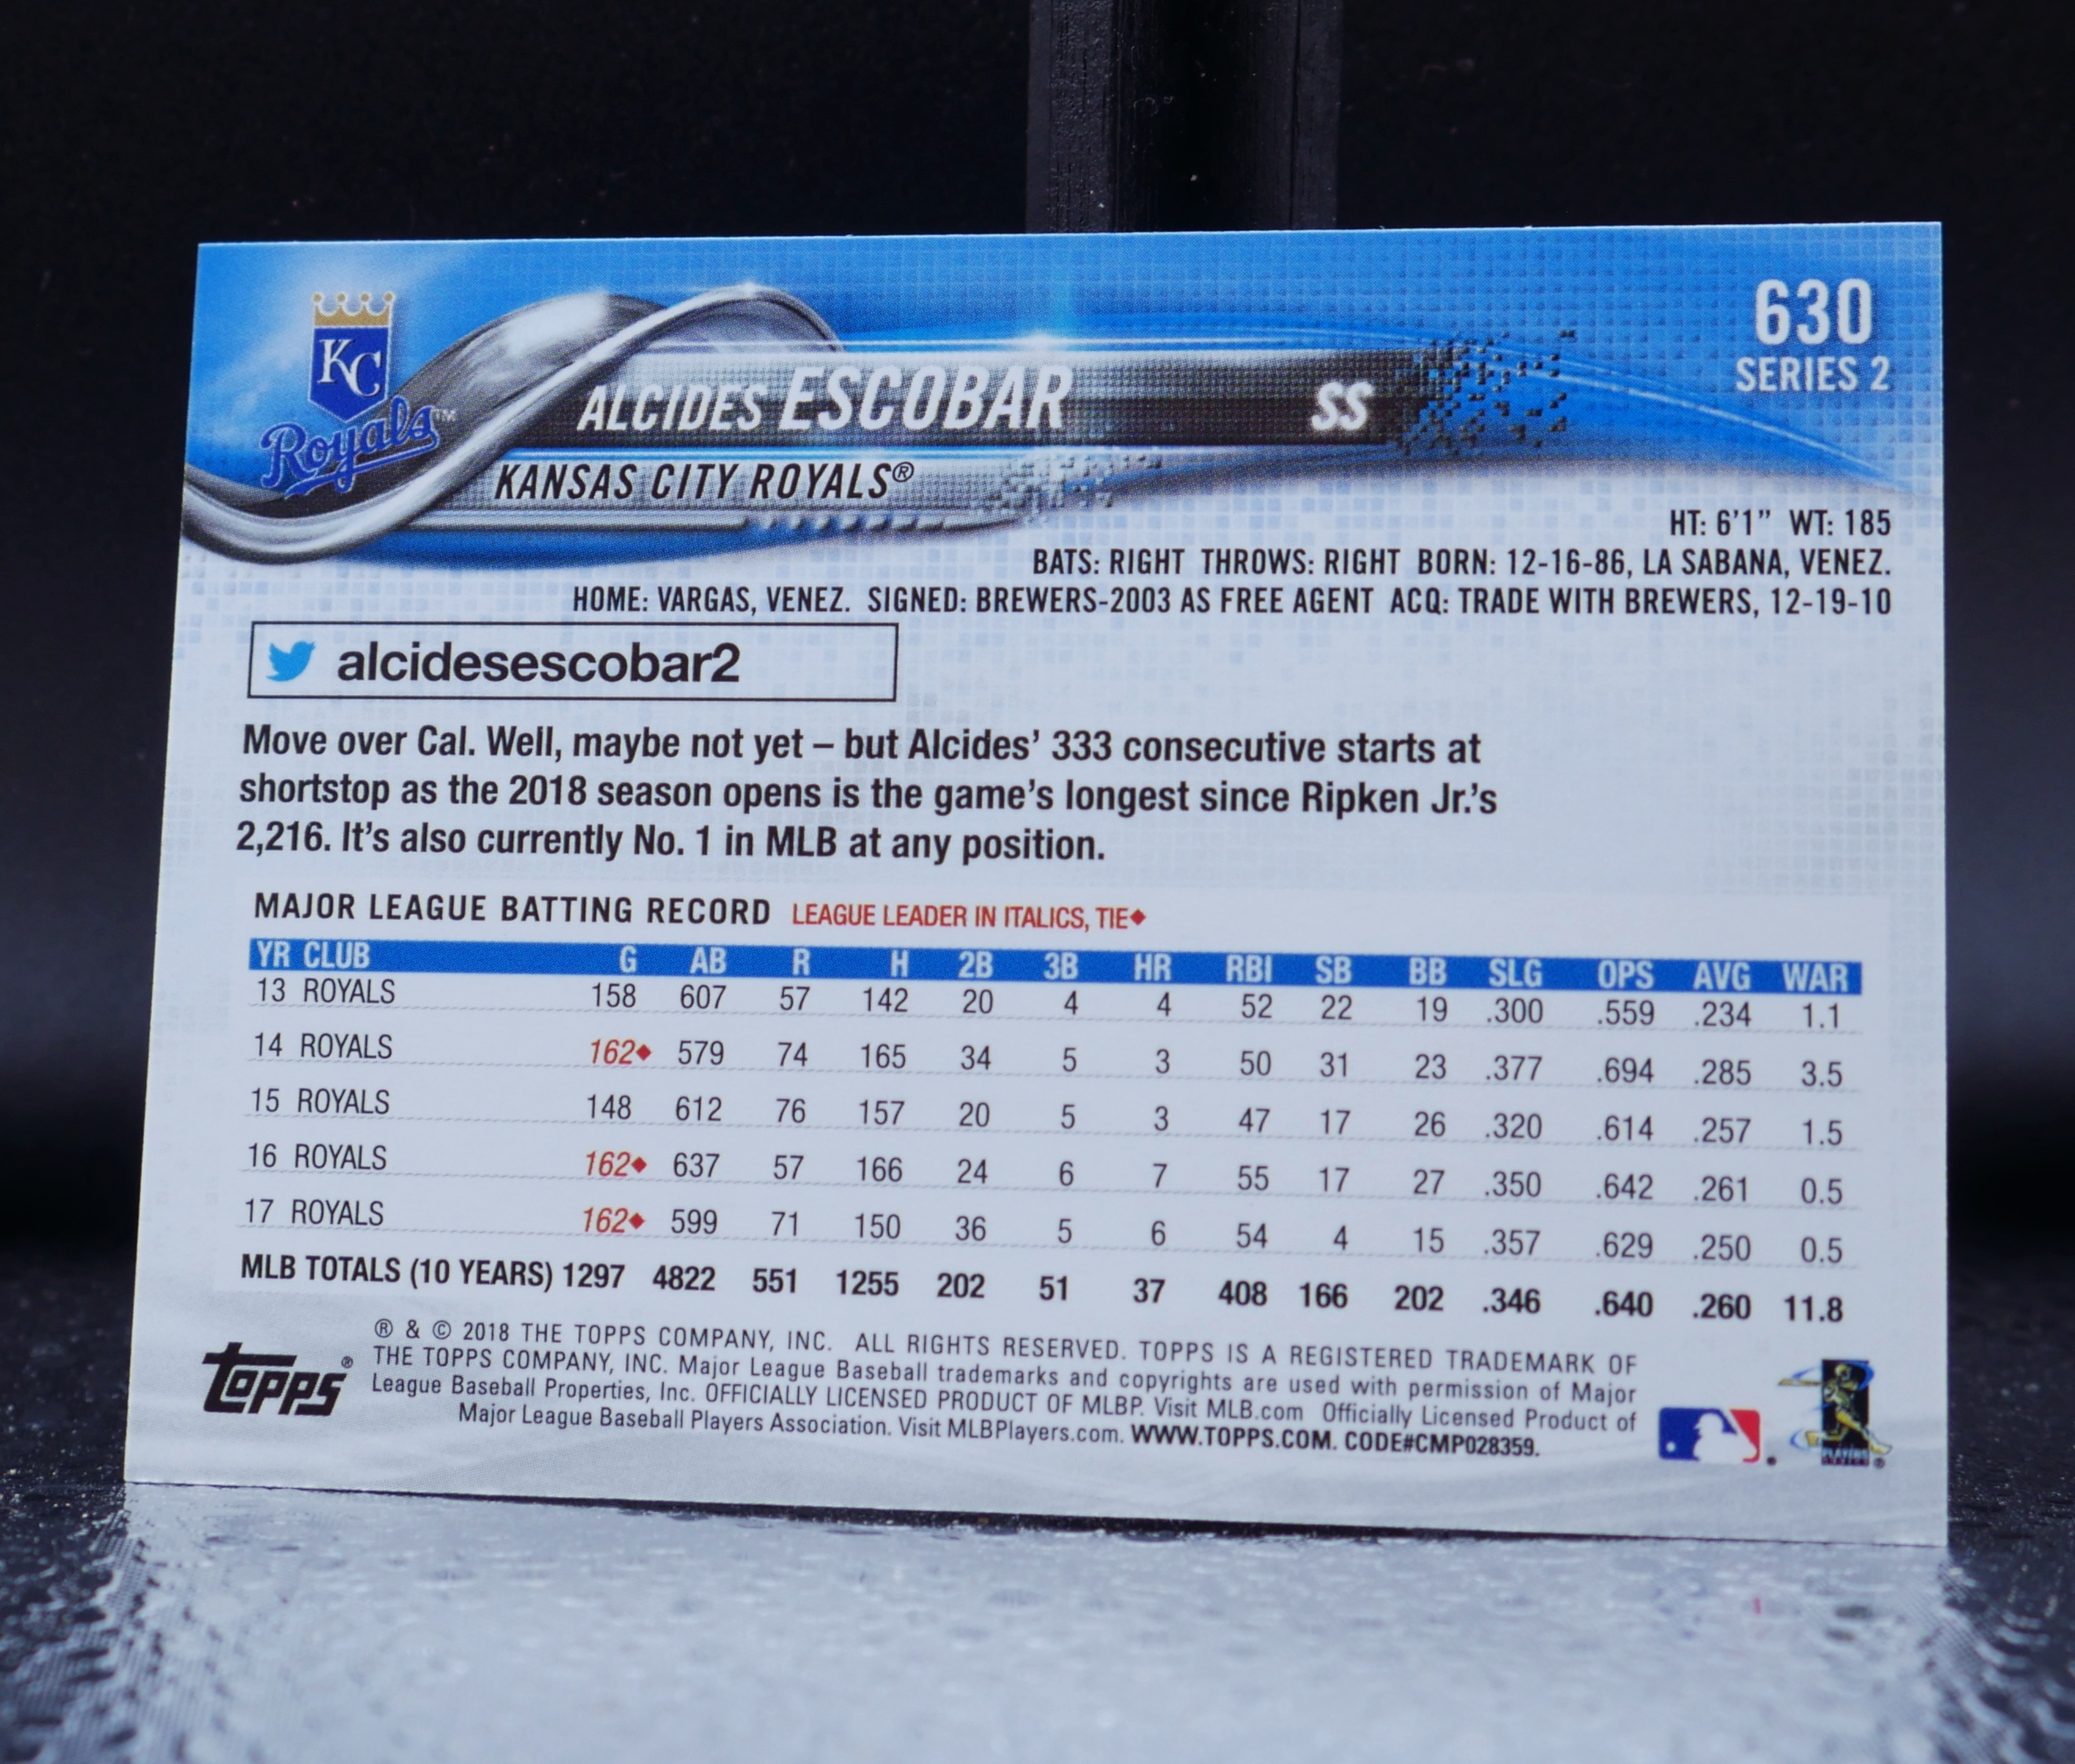 KC
Royals™
630
SERIES 2
ALCIDES ESCOBAR SS
KANSAS CITY ROYALS®
HT: 6'1" WT: 185
BATS: RIGHT THROWS: RIGHT BORN: 12-16-86, LA SABANA, VENEZ.
HOME: VARGAS, VENEZ. SIGNED: BREWERS-2003 AS FREE AGENT ACQ: TRADE WITH BREWERS, 12-19-10
alcidesescobar2
Move over Cal. Well, maybe not yet – but Alcides' 333 consecutive starts at
shortstop as the 2018 season opens is the game's longest since Ripken Jr.'s
2,216. It's also currently No. 1 in MLB at any position.
MAJOR LEAGUE BATTING RECORD LEAGUE LEADER IN ITALICS, TIE◆
YR CLUB G AB R H 2B 3B HR RBI SB BB SLG OPS AVG WAR
13 ROYALS 158 607 57 142 20 4 4 52 22 19 .300 .559 .234 1.1
14 ROYALS 162◆ 579 74 165 34 5 3 50 31 23 .377 .694 .285 3.5
15 ROYALS 148 612 76 157 20 5 3 47 17 26 .320 .614 .257 1.5
16 ROYALS 162◆ 637 57 166 24 6 7 55 17 27 .350 .642 .261 0.5
17 ROYALS 162◆ 599 71 150 36 5 6 54 4 15 .357 .629 .250 0.5
MLB TOTALS (10 YEARS) 1297 4822 551 1255 202 51 37 408 166 202 .346 .640 .260 11.8
topps®
® & © 2018 THE TOPPS COMPANY, INC. ALL RIGHTS RESERVED. TOPPS IS A REGISTERED TRADEMARK OF
THE TOPPS COMPANY, INC. Major League Baseball trademarks and copyrights are used with permission of Major
League Baseball Properties, Inc. OFFICIALLY LICENSED PRODUCT OF MLBP. Visit MLB.com Officially Licensed Product of
Major League Baseball Players Association. Visit MLBPlayers.com. WWW.TOPPS.COM. CODE#CMP028359.
PLAYERS